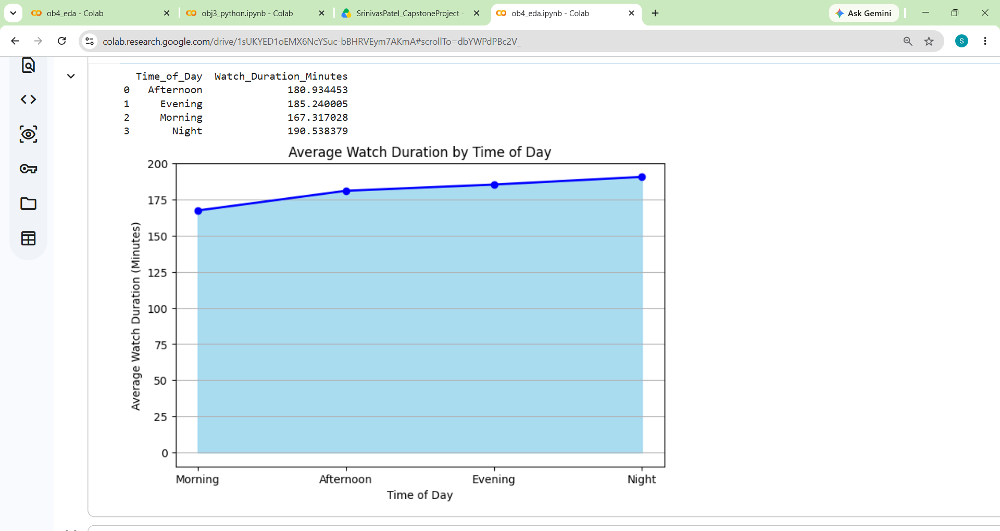 ob4_eda - Colab
obj3_python.ipynb - Colab
SrinivasPatel_CapstoneProject -
ob4_eda.ipynb - Colab
Ask Gemini
colab.research.google.com/drive/1sUKYED1oEMX6NcYSuc-bBHRVEym7AKmA#scrollTo=dbYWPdPBc2V_
S
Time_of_Day Watch_Duration_Minutes
0 Afternoon 180.934453
1 Evening 185.240005
2 Morning 167.317028
3 Night 190.538379
Average Watch Duration by Time of Day
Average Watch Duration (Minutes)
200
175
150
125
100
75
50
25
0
Morning Afternoon Evening Night
Time of Day